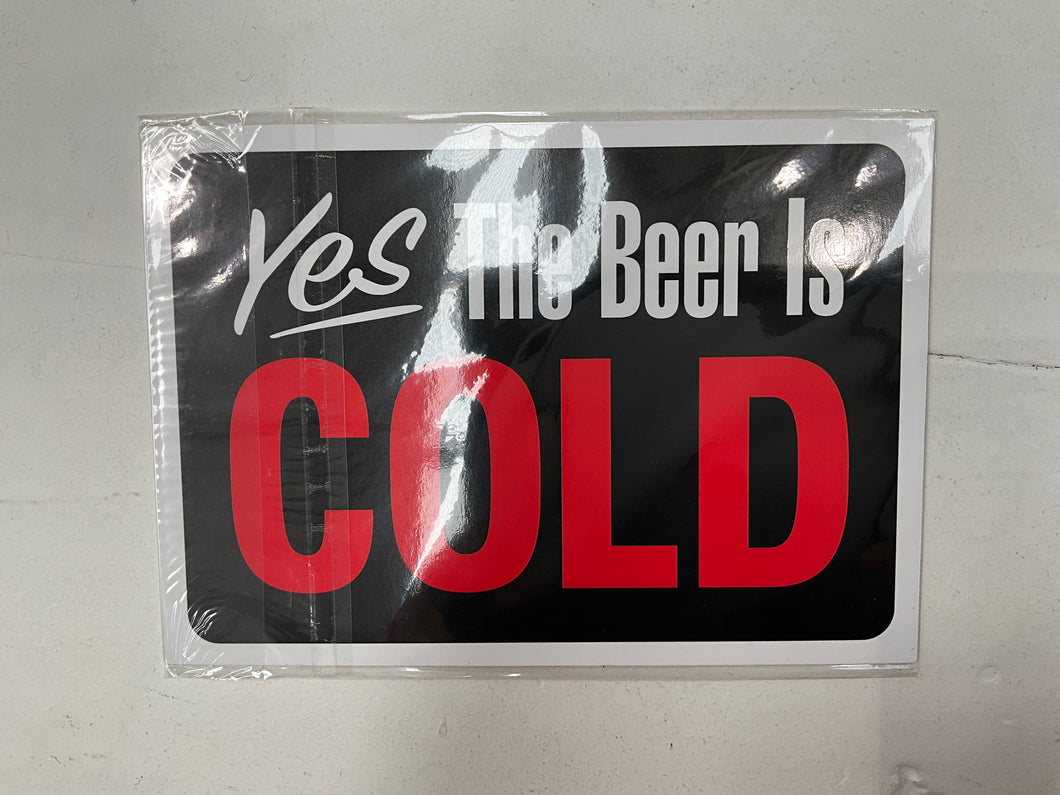 Yes The Beer Is
COLD